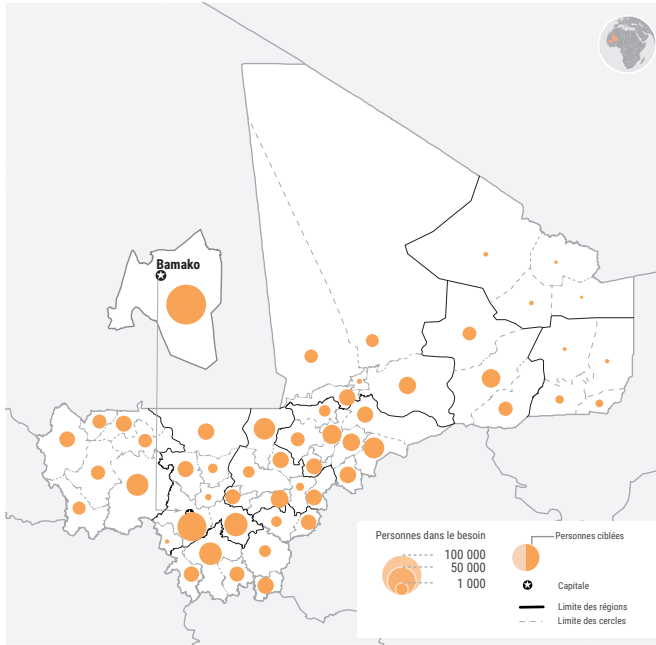 Bamako
Personnes dans le besoin
100 000
50 000
1 000
Personnes ciblées
Capitale
Limite des régions
Limite des cercles